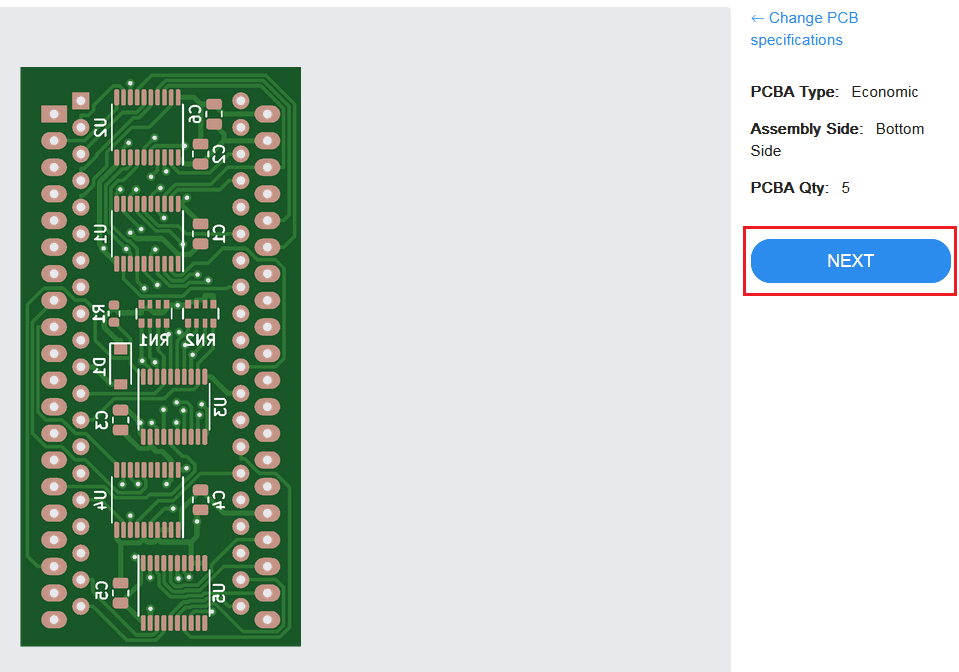 ← Change PCB
specifications
PCBA Type: Economic
Assembly Side: Bottom
Side
PCBA Qty: 5
NEXT
U2
C6
C2
U1
C1
R1
RN1
RN2
D1
U3
C3
U4
C4
C5
U5